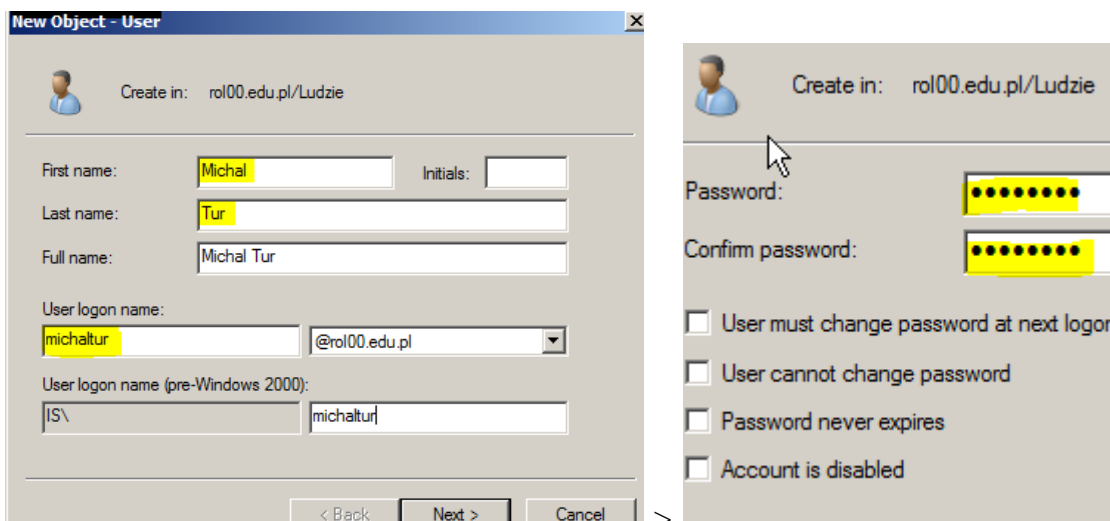 New Object - User
Create in: rol00.edu.pl/Ludzie
First name: Michal Initials:
Last name: Tur
Full name: Michal Tur
User logon name:
michaltur @rol00.edu.pl
User logon name (pre-Windows 2000):
IS\ michaltur
< Back Next > Cancel
>
Create in: rol00.edu.pl/Ludzie
Password: ●●●●●●●●
Confirm password: ●●●●●●●●
User must change password at next logon
User cannot change password
Password never expires
Account is disabled